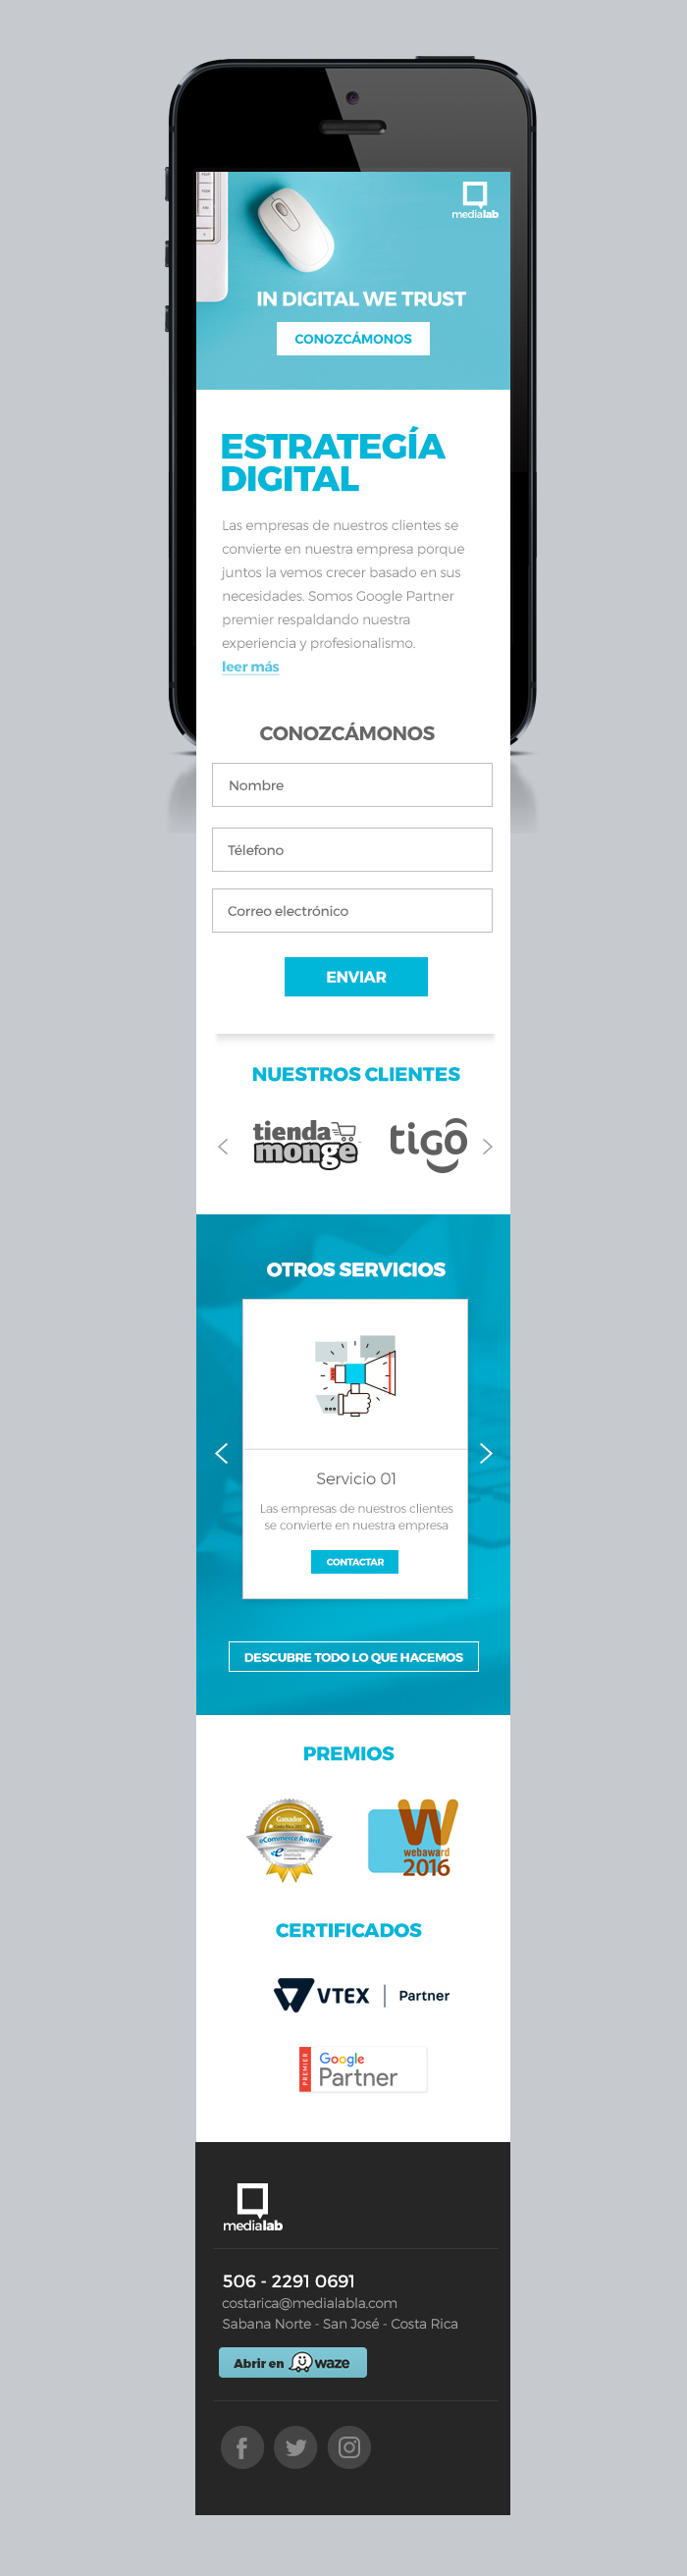 medialab
IN DIGITAL WE TRUST
CONOZCÁMONOS
ESTRATEGÍA
DIGITAL
Las empresas de nuestros clientes se
convierte en nuestra empresa porque
juntos la vemos crecer basado en sus
necesidades. Somos Google Partner
premier respaldando nuestra
experiencia y profesionalismo.
leer más
CONOZCÁMONOS
Nombre
Télefono
Correo electrónico
ENVIAR
NUESTROS CLIENTES
tienda
monge
tigo
OTROS SERVICIOS
Servicio 01
Las empresas de nuestros clientes
se convierte en nuestra empresa
CONTACTAR
DESCUBRE TODO LO QUE HACEMOS
PREMIOS
Ganador
eCommerce Award
W
webaward
2016
CERTIFICADOS
VTEX | Partner
PREMIER
Google
Partner
medialab
506 - 2291 0691
costarica@medialabla.com
Sabana Norte - San José - Costa Rica
Abrir en waze